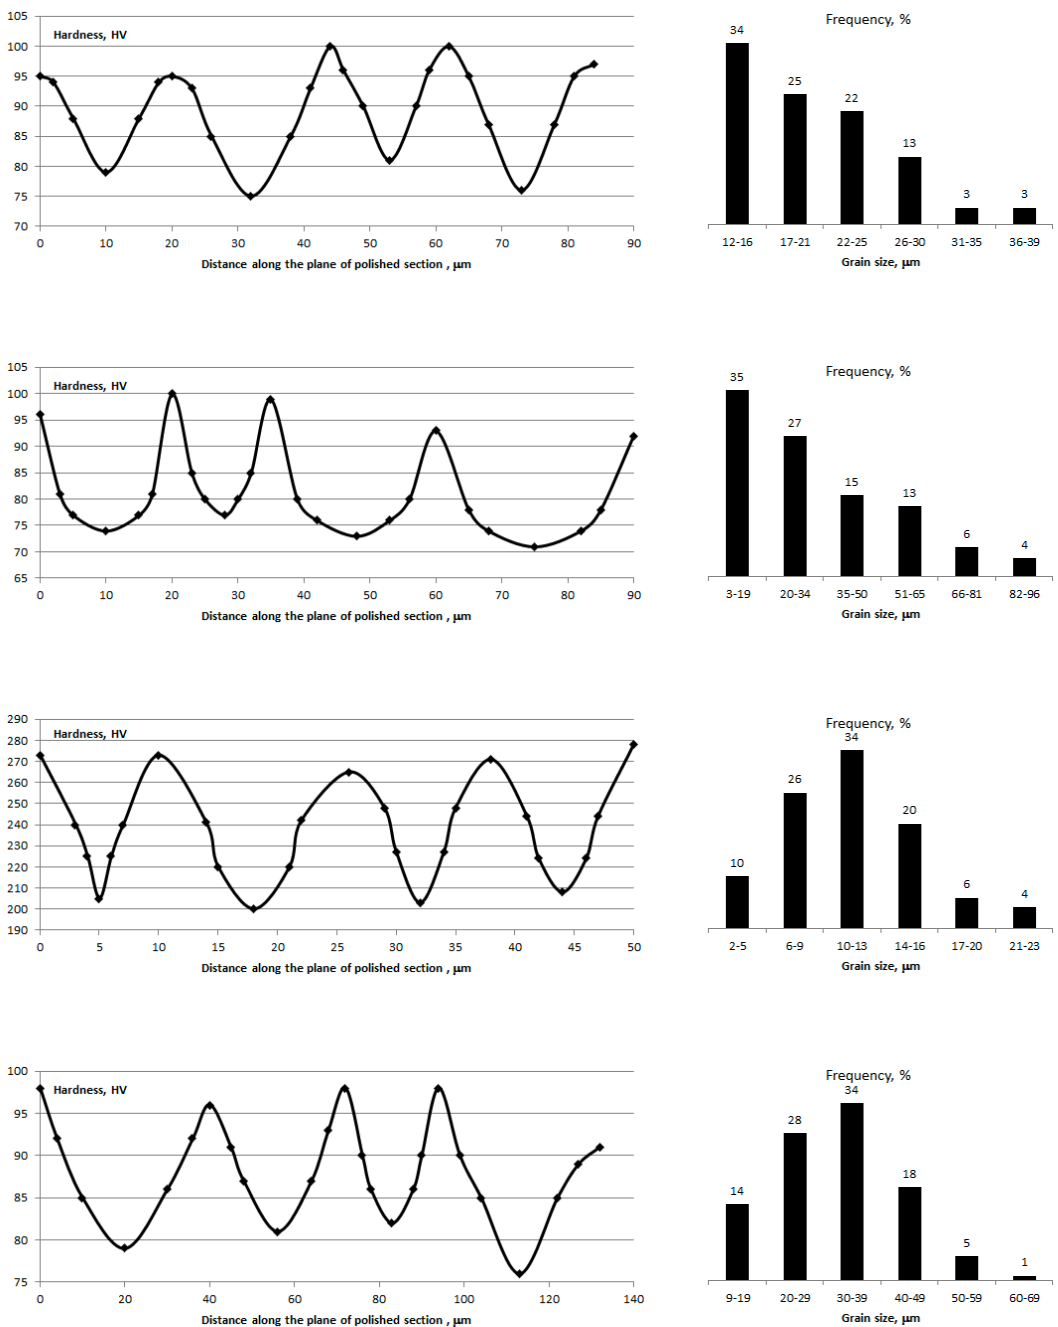 Hardness, HV
105
100
95
90
85
80
75
70
0 10 20 30 40 50 60 70 80 90
Distance along the plane of polished section , μm
Frequency, %
34 25 22 13 3 3
12-16 17-21 22-25 26-30 31-35 36-39
Grain size, μm
Hardness, HV
105
100
95
90
85
80
75
70
65
0 10 20 30 40 50 60 70 80 90
Distance along the plane of polished section , μm
Frequency, %
35 27 15 13 6 4
3-19 20-34 35-50 51-65 66-81 82-96
Grain size, μm
Hardness, HV
290
280
270
260
250
240
230
220
210
200
190
0 5 10 15 20 25 30 35 40 45 50
Distance along the plane of polished section , μm
Frequency, %
10 26 34 20 6 4
2-5 6-9 10-13 14-16 17-20 21-23
Grain size, μm
Hardness, HV
100
95
90
85
80
75
0 20 40 60 80 100 120 140
Distance along the plane of polished section , μm
Frequency, %
14 28 34 18 5 1
9-19 20-29 30-39 40-49 50-59 60-69
Grain size, μm